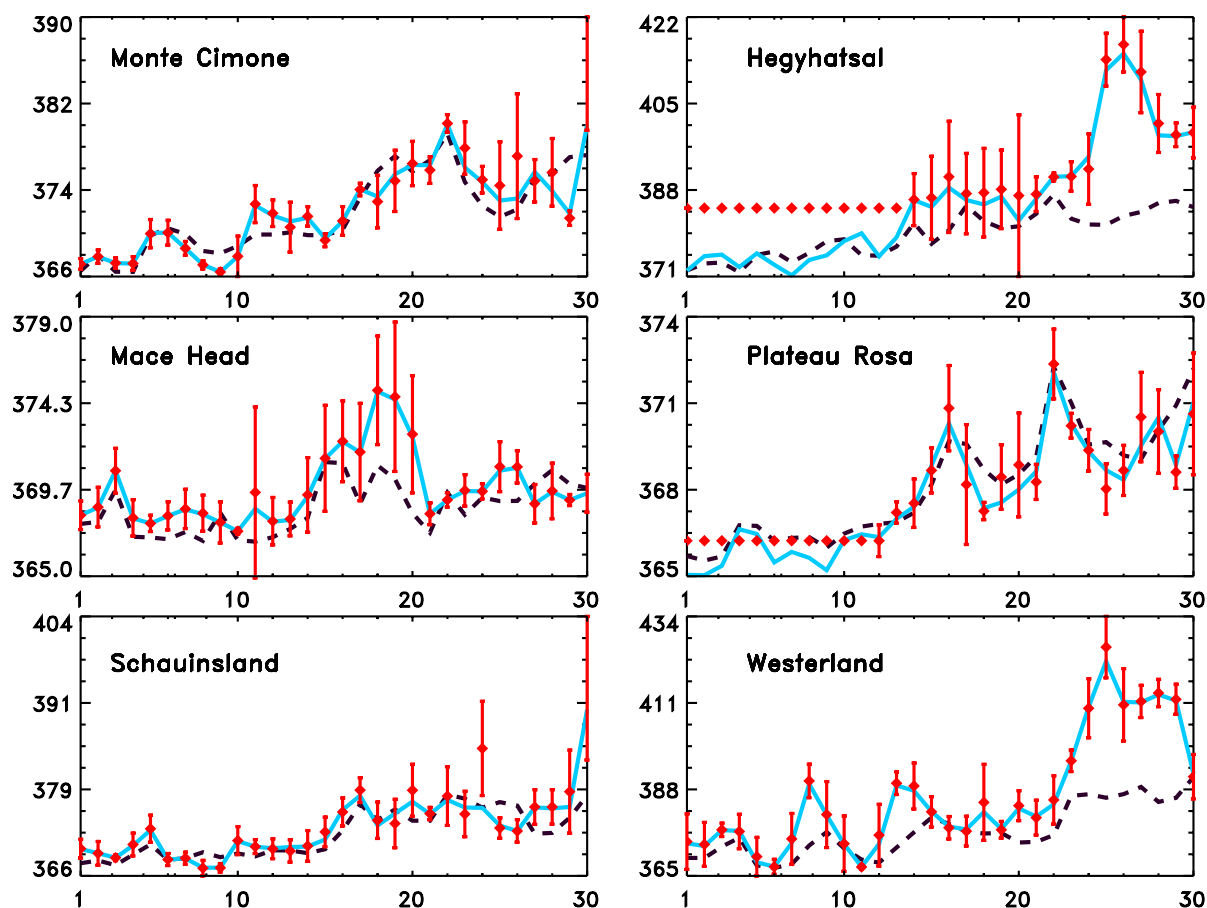 390
Monte Cimone
382
374
366
1 10 20 30
422
Hegyhatsal
405
388
371
1 10 20 30
379.0
Mace Head
374.3
369.7
365.0
1 10 20 30
374
Plateau Rosa
371
368
365
1 10 20 30
404
Schauinsland
391
379
366
1 10 20 30
434
Westerland
411
388
365
1 10 20 30